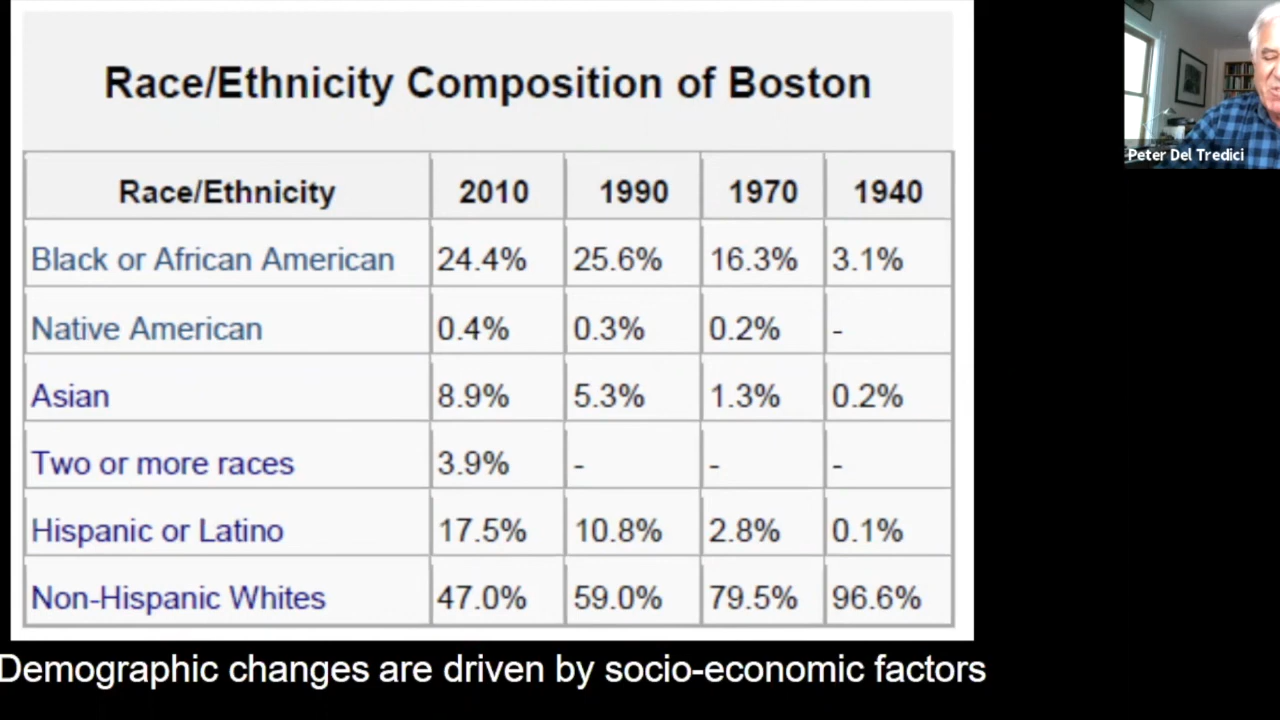 Race/Ethnicity Composition of Boston
Race/Ethnicity 2010 1990 1970 1940
Black or African American 24.4% 25.6% 16.3% 3.1%
Native American 0.4% 0.3% 0.2% -
Asian 8.9% 5.3% 1.3% 0.2%
Two or more races 3.9% - - -
Hispanic or Latino 17.5% 10.8% 2.8% 0.1%
Non-Hispanic Whites 47.0% 59.0% 79.5% 96.6%
Demographic changes are driven by socio-economic factors
Peter Del Tredici